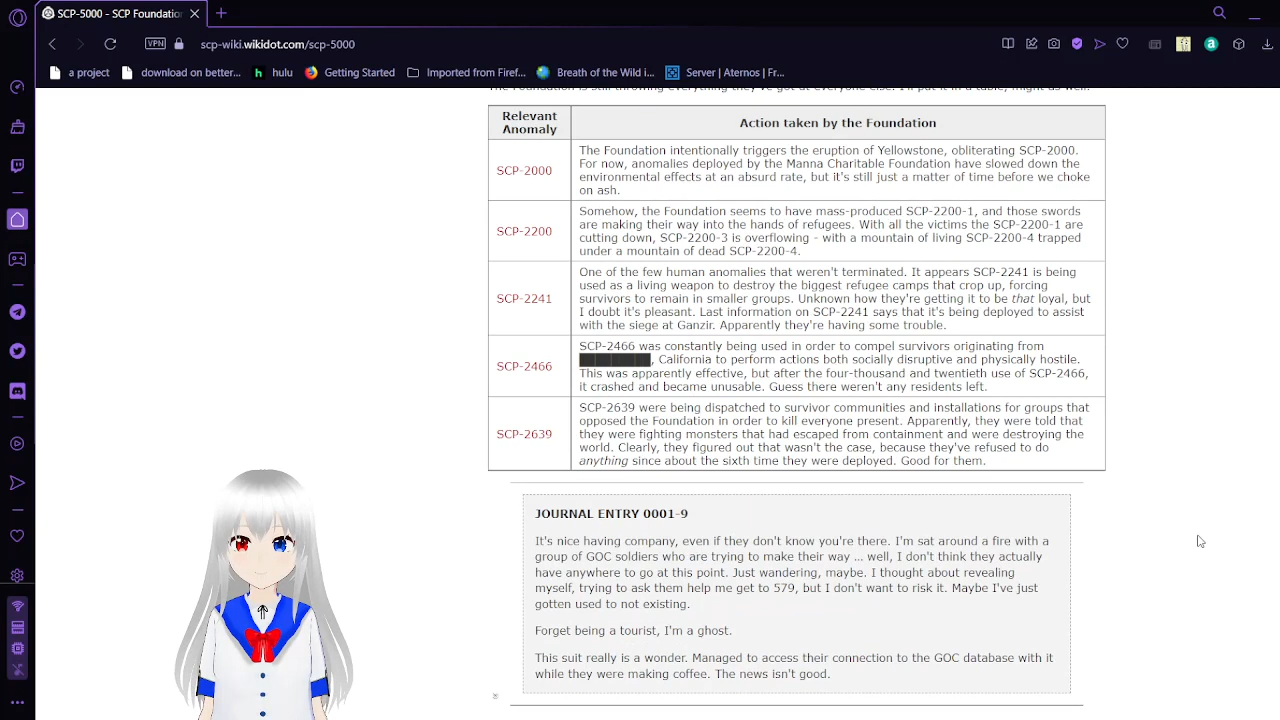 SCP-5000 - SCP Foundation
VPN
scp-wiki.wikidot.com/scp-5000
a project
download on better...
hulu
Getting Started
Imported from Firef...
Breath of the Wild i...
Server | Aternos | Fr...
The Foundation is still throwing everything they've got at everyone else. I'll put it in a table, might as well.
Relevant
Anomaly
Action taken by the Foundation
SCP-2000
The Foundation intentionally triggers the eruption of Yellowstone, obliterating SCP-2000.
For now, anomalies deployed by the Manna Charitable Foundation have slowed down the
environmental effects at an absurd rate, but it's still just a matter of time before we choke
on ash.
SCP-2200
Somehow, the Foundation seems to have mass-produced SCP-2200-1, and those swords
are making their way into the hands of refugees. With all the victims the SCP-2200-1 are
cutting down, SCP-2200-3 is overflowing - with a mountain of living SCP-2200-4 trapped
under a mountain of dead SCP-2200-4.
SCP-2241
One of the few human anomalies that weren't terminated. It appears SCP-2241 is being
used as a living weapon to destroy the biggest refugee camps that crop up, forcing
survivors to remain in smaller groups. Unknown how they're getting it to be that loyal, but
I doubt it's pleasant. Last information on SCP-2241 says that it's being deployed to assist
with the siege at Ganzir. Apparently they're having some trouble.
SCP-2466
SCP-2466 was constantly being used in order to compel survivors originating from
█████████, California to perform actions both socially disruptive and physically hostile.
This was apparently effective, but after the four-thousand and twentieth use of SCP-2466,
it crashed and became unusable. Guess there weren't any residents left.
SCP-2639
SCP-2639 were being dispatched to survivor communities and installations for groups that
opposed the Foundation in order to kill everyone present. Apparently, they were told that
they were fighting monsters that had escaped from containment and were destroying the
world. Clearly, they figured out that wasn't the case, because they've refused to do
anything since about the sixth time they were deployed. Good for them.
JOURNAL ENTRY 0001-9
It's nice having company, even if they don't know you're there. I'm sat around a fire with a
group of GOC soldiers who are trying to make their way ... well, I don't think they actually
have anywhere to go at this point. Just wandering, maybe. I thought about revealing
myself, trying to ask them help me get to 579, but I don't want to risk it. Maybe I've just
gotten used to not existing.
Forget being a tourist, I'm a ghost.
This suit really is a wonder. Managed to access their connection to the GOC database with it
while they were making coffee. The news isn't good.